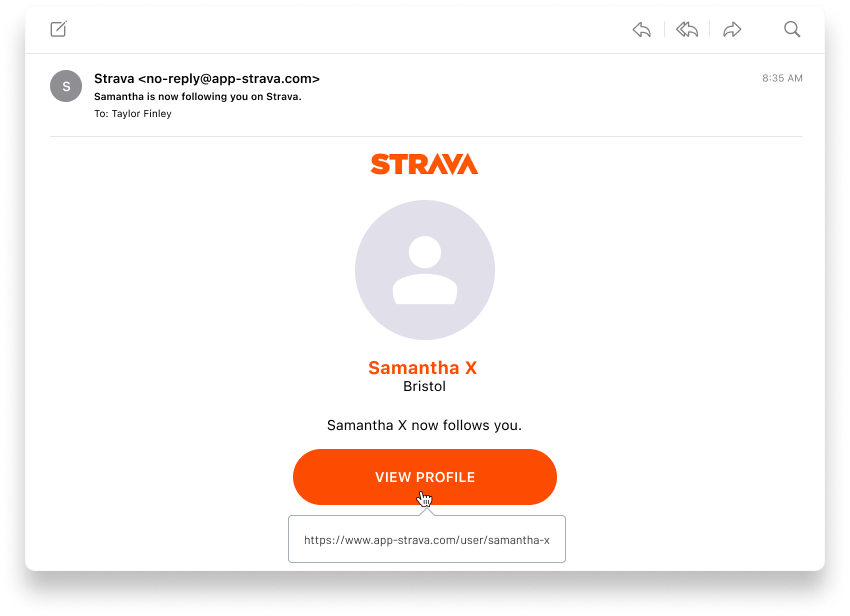 S
Strava <no-reply@app-strava.com>
8:35 AM
Samantha is now following you on Strava.
To: Taylor Finley
STRAVA
Samantha X
Bristol
Samantha X now follows you.
VIEW PROFILE
https://www.app-strava.com/user/samantha-x